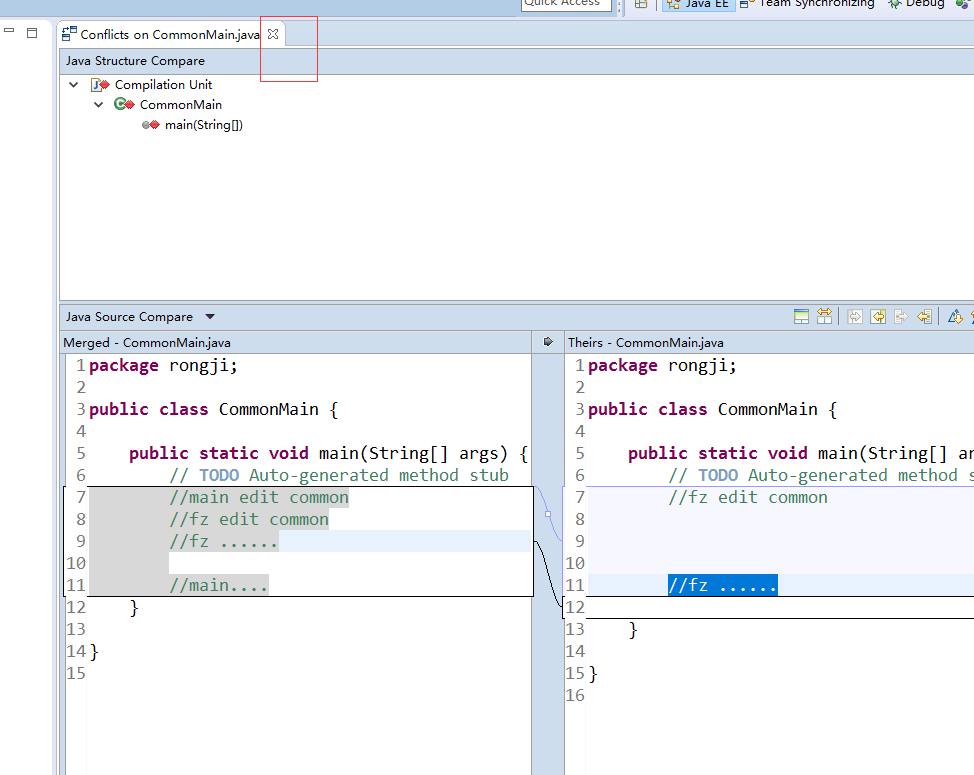 Quick Access
Java EE
Team Synchronizing
Debug
Conflicts on CommonMain.java
Java Structure Compare
Compilation Unit
CommonMain
main(String[])
Java Source Compare
Merged - CommonMain.java
1 package rongji;
2
3 public class CommonMain {
4
5 public static void main(String[] args) {
6 // TODO Auto-generated method stub
7 //main edit common
8 //fz edit common
9 //fz ......
10
11 //main....
12 }
13
14 }
15
Theirs - CommonMain.java
1 package rongji;
2
3 public class CommonMain {
4
5 public static void main(String[] ar
6 // TODO Auto-generated method s
7 //fz edit common
8
9
10
11 //fz ......
12
13 }
14
15 }
16